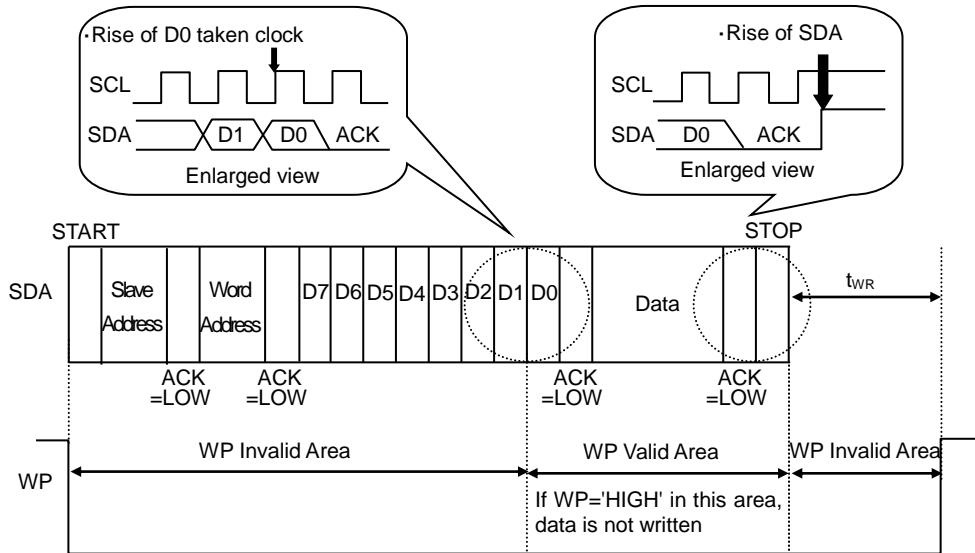 ·Rise of D0 taken clock
SCL
SDA
D1
D0
ACK
Enlarged view
·Rise of SDA
SCL
SDA
D0
ACK
Enlarged view
START
STOP
SDA
Slave
Address
Word
Address
D7
D6
D5
D4
D3
D2
D1
D0
Data
tWR
ACK
=LOW
ACK
=LOW
ACK
=LOW
ACK
=LOW
WP
WP Invalid Area
WP Valid Area
WP Invalid Area
If WP='HIGH' in this area,
data is not written